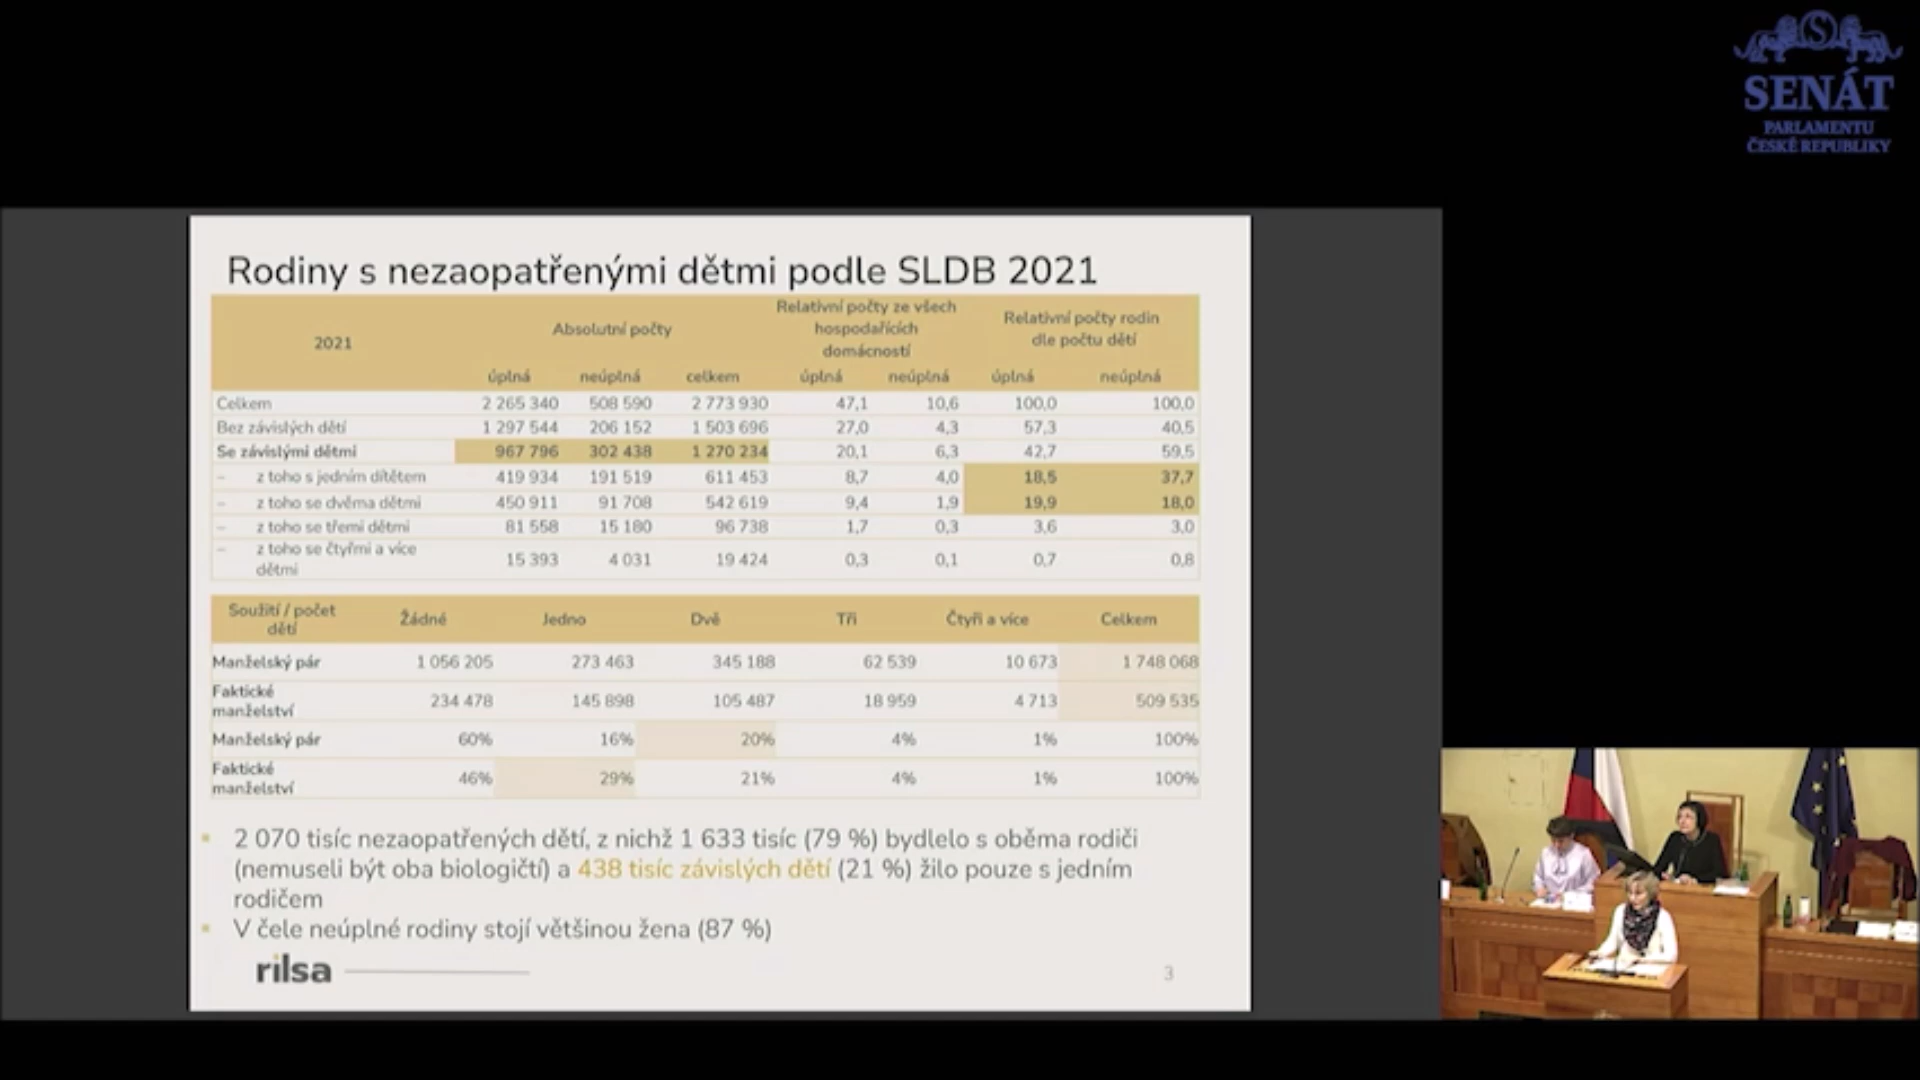 SENÁT
PARLAMENTU
ČESKÉ REPUBLIKY
Rodiny s nezaopatřenými dětmi podle SLDB 2021
2021 Absolutní počty Relativní počty ze všech hospodařících domácností Relativní počty rodin dle počtu dětí
úplná neúplná celkem úplná neúplná úplná neúplná
Celkem 2 265 340 508 590 2 773 930 47,1 10,6 100,0 100,0
Bez závislých dětí 1 297 544 206 152 1 503 696 27,0 4,3 57,3 40,5
Se závislými dětmi 967 796 302 438 1 270 234 20,1 6,3 42,7 59,5
– z toho s jedním dítětem 419 934 191 519 611 453 8,7 4,0 18,5 37,7
– z toho se dvěma dětmi 450 911 91 708 542 619 9,4 1,9 19,9 18,0
– z toho se třemi dětmi 81 558 15 180 96 738 1,7 0,3 3,6 3,0
– z toho se čtyřmi a více dětmi 15 393 4 031 19 424 0,3 0,1 0,7 0,8
Soužití / počet dětí Žádné Jedno Dvě Tři Čtyři a více Celkem
Manželský pár 1 056 205 273 463 345 188 62 539 10 673 1 748 068
Faktické manželství 234 478 145 898 105 487 18 959 4 713 509 535
Manželský pár 60% 16% 20% 4% 1% 100%
Faktické manželství 46% 29% 21% 4% 1% 100%
▪ 2 070 tisíc nezaopatřených dětí, z nichž 1 633 tisíc (79 %) bydlelo s oběma rodiči
(nemuseli být oba biologičtí) a 438 tisíc závislých dětí (21 %) žilo pouze s jedním
rodičem
▪ V čele neúplné rodiny stojí většinou žena (87 %)
rilsa
3